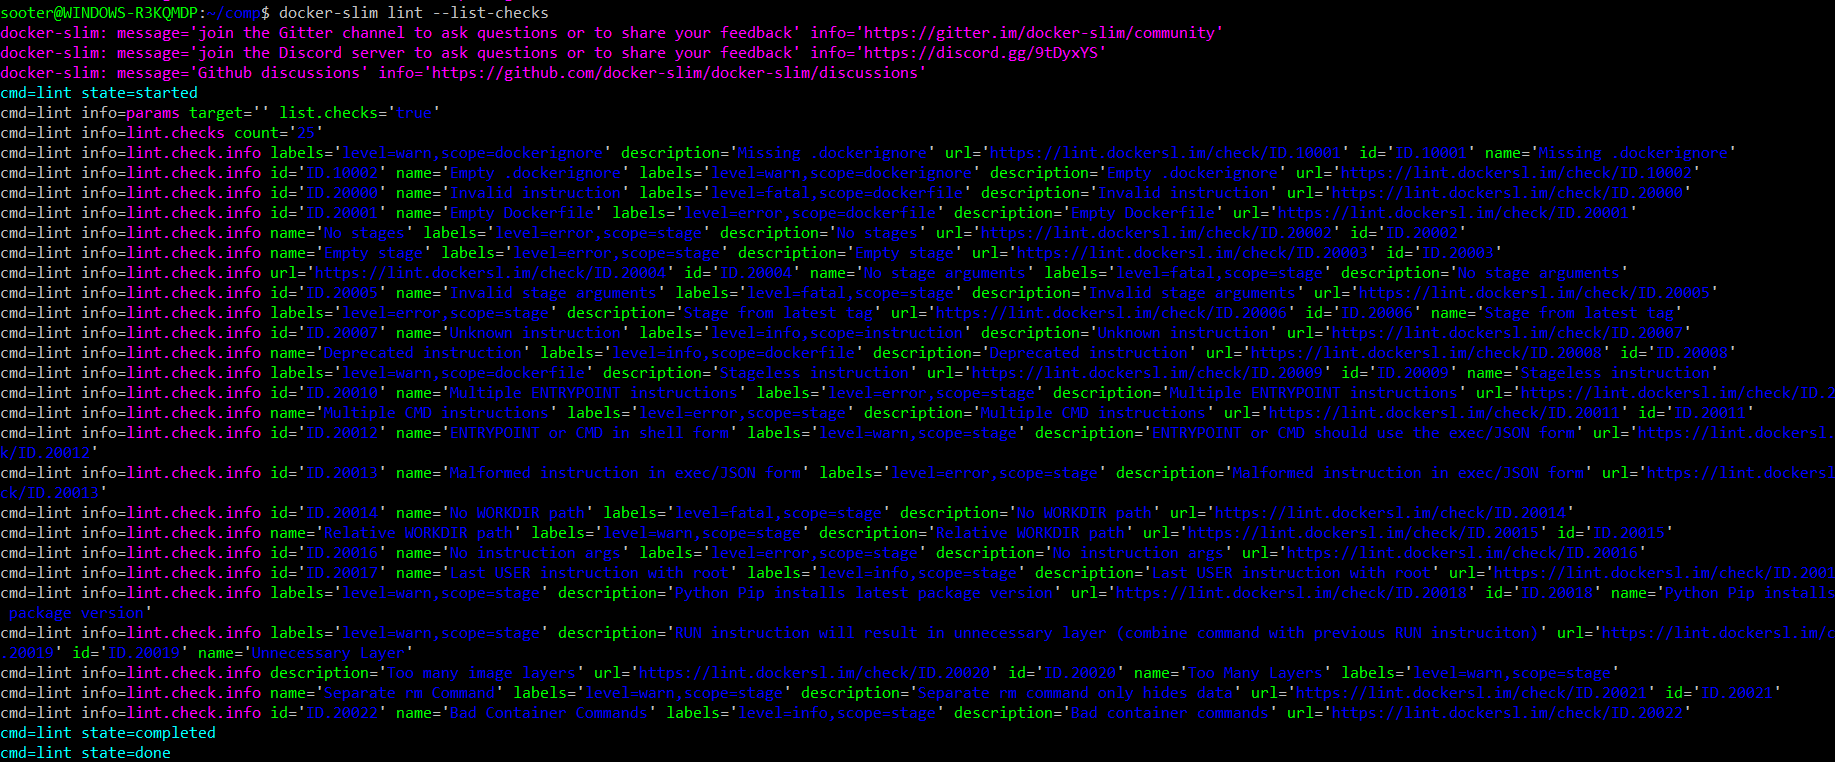 sooter@WINDOWS-R3KQMDP:~/comp$ docker-slim lint --list-checks
docker-slim: message='join the Gitter channel to ask questions or to share your feedback' info='https://gitter.im/docker-slim/community'
docker-slim: message='join the Discord server to ask questions or to share your feedback' info='https://discord.gg/9tDyxYS'
docker-slim: message='Github discussions' info='https://github.com/docker-slim/docker-slim/discussions'
cmd=lint state=started
cmd=lint info=params target='' list.checks='true'
cmd=lint info=lint.checks count='25'
cmd=lint info=lint.check.info labels='level=warn,scope=dockerignore' description='Missing .dockerignore' url='https://lint.dockersl.im/check/ID.10001' id='ID.10001' name='Missing .dockerignore'
cmd=lint info=lint.check.info id='ID.10002' name='Empty .dockerignore' labels='level=warn,scope=dockerignore' description='Empty .dockerignore' url='https://lint.dockersl.im/check/ID.10002'
cmd=lint info=lint.check.info id='ID.20000' name='Invalid instruction' labels='level=fatal,scope=dockerfile' description='Invalid instruction' url='https://lint.dockersl.im/check/ID.20000'
cmd=lint info=lint.check.info id='ID.20001' name='Empty Dockerfile' labels='level=error,scope=dockerfile' description='Empty Dockerfile' url='https://lint.dockersl.im/check/ID.20001'
cmd=lint info=lint.check.info name='No stages' labels='level=error,scope=stage' description='No stages' url='https://lint.dockersl.im/check/ID.20002' id='ID.20002'
cmd=lint info=lint.check.info name='Empty stage' labels='level=error,scope=stage' description='Empty stage' url='https://lint.dockersl.im/check/ID.20003' id='ID.20003'
cmd=lint info=lint.check.info url='https://lint.dockersl.im/check/ID.20004' id='ID.20004' name='No stage arguments' labels='level=fatal,scope=stage' description='No stage arguments'
cmd=lint info=lint.check.info id='ID.20005' name='Invalid stage arguments' labels='level=fatal,scope=stage' description='Invalid stage arguments' url='https://lint.dockersl.im/check/ID.20005'
cmd=lint info=lint.check.info labels='level=error,scope=stage' description='Stage from latest tag' url='https://lint.dockersl.im/check/ID.20006' id='ID.20006' name='Stage from latest tag'
cmd=lint info=lint.check.info id='ID.20007' name='Unknown instruction' labels='level=info,scope=instruction' description='Unknown instruction' url='https://lint.dockersl.im/check/ID.20007'
cmd=lint info=lint.check.info name='Deprecated instruction' labels='level=info,scope=dockerfile' description='Deprecated instruction' url='https://lint.dockersl.im/check/ID.20008' id='ID.20008'
cmd=lint info=lint.check.info labels='level=warn,scope=dockerfile' description='Stageless instruction' url='https://lint.dockersl.im/check/ID.20009' id='ID.20009' name='Stageless instruction'
cmd=lint info=lint.check.info id='ID.20010' name='Multiple ENTRYPOINT instructions' labels='level=error,scope=stage' description='Multiple ENTRYPOINT instructions' url='https://lint.dockersl.im/check/ID.2
cmd=lint info=lint.check.info name='Multiple CMD instructions' labels='level=error,scope=stage' description='Multiple CMD instructions' url='https://lint.dockersl.im/check/ID.20011' id='ID.20011'
cmd=lint info=lint.check.info id='ID.20012' name='ENTRYPOINT or CMD in shell form' labels='level=warn,scope=stage' description='ENTRYPOINT or CMD should use the exec/JSON form' url='https://lint.dockersl.
k/ID.20012'
cmd=lint info=lint.check.info id='ID.20013' name='Malformed instruction in exec/JSON form' labels='level=error,scope=stage' description='Malformed instruction in exec/JSON form' url='https://lint.dockersl
ck/ID.20013'
cmd=lint info=lint.check.info id='ID.20014' name='No WORKDIR path' labels='level=fatal,scope=stage' description='No WORKDIR path' url='https://lint.dockersl.im/check/ID.20014'
cmd=lint info=lint.check.info name='Relative WORKDIR path' labels='level=warn,scope=stage' description='Relative WORKDIR path' url='https://lint.dockersl.im/check/ID.20015' id='ID.20015'
cmd=lint info=lint.check.info id='ID.20016' name='No instruction args' labels='level=error,scope=stage' description='No instruction args' url='https://lint.dockersl.im/check/ID.20016'
cmd=lint info=lint.check.info id='ID.20017' name='Last USER instruction with root' labels='level=info,scope=stage' description='Last USER instruction with root' url='https://lint.dockersl.im/check/ID.2001
cmd=lint info=lint.check.info labels='level=warn,scope=stage' description='Python Pip installs latest package version' url='https://lint.dockersl.im/check/ID.20018' id='ID.20018' name='Python Pip installs
package version'
cmd=lint info=lint.check.info labels='level=warn,scope=stage' description='RUN instruction will result in unnecessary layer (combine command with previous RUN instruciton)' url='https://lint.dockersl.im/c
.20019' id='ID.20019' name='Unnecessary Layer'
cmd=lint info=lint.check.info description='Too many image layers' url='https://lint.dockersl.im/check/ID.20020' id='ID.20020' name='Too Many Layers' labels='level=warn,scope=stage'
cmd=lint info=lint.check.info name='Separate rm Command' labels='level=warn,scope=stage' description='Separate rm command only hides data' url='https://lint.dockersl.im/check/ID.20021' id='ID.20021'
cmd=lint info=lint.check.info id='ID.20022' name='Bad Container Commands' labels='level=info,scope=stage' description='Bad container commands' url='https://lint.dockersl.im/check/ID.20022'
cmd=lint state=completed
cmd=lint state=done